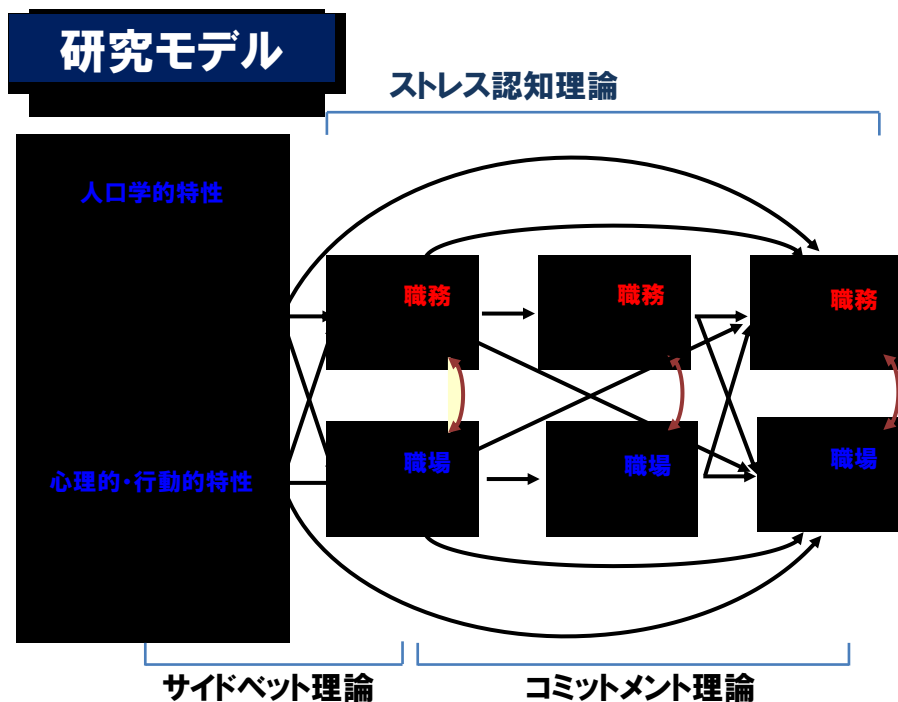 研究モデル
ストレス認知理論
人口学的特性
職務
職務
職務
職場
職場
職場
心理的・行動的特性
サイドベット理論
コミットメント理論